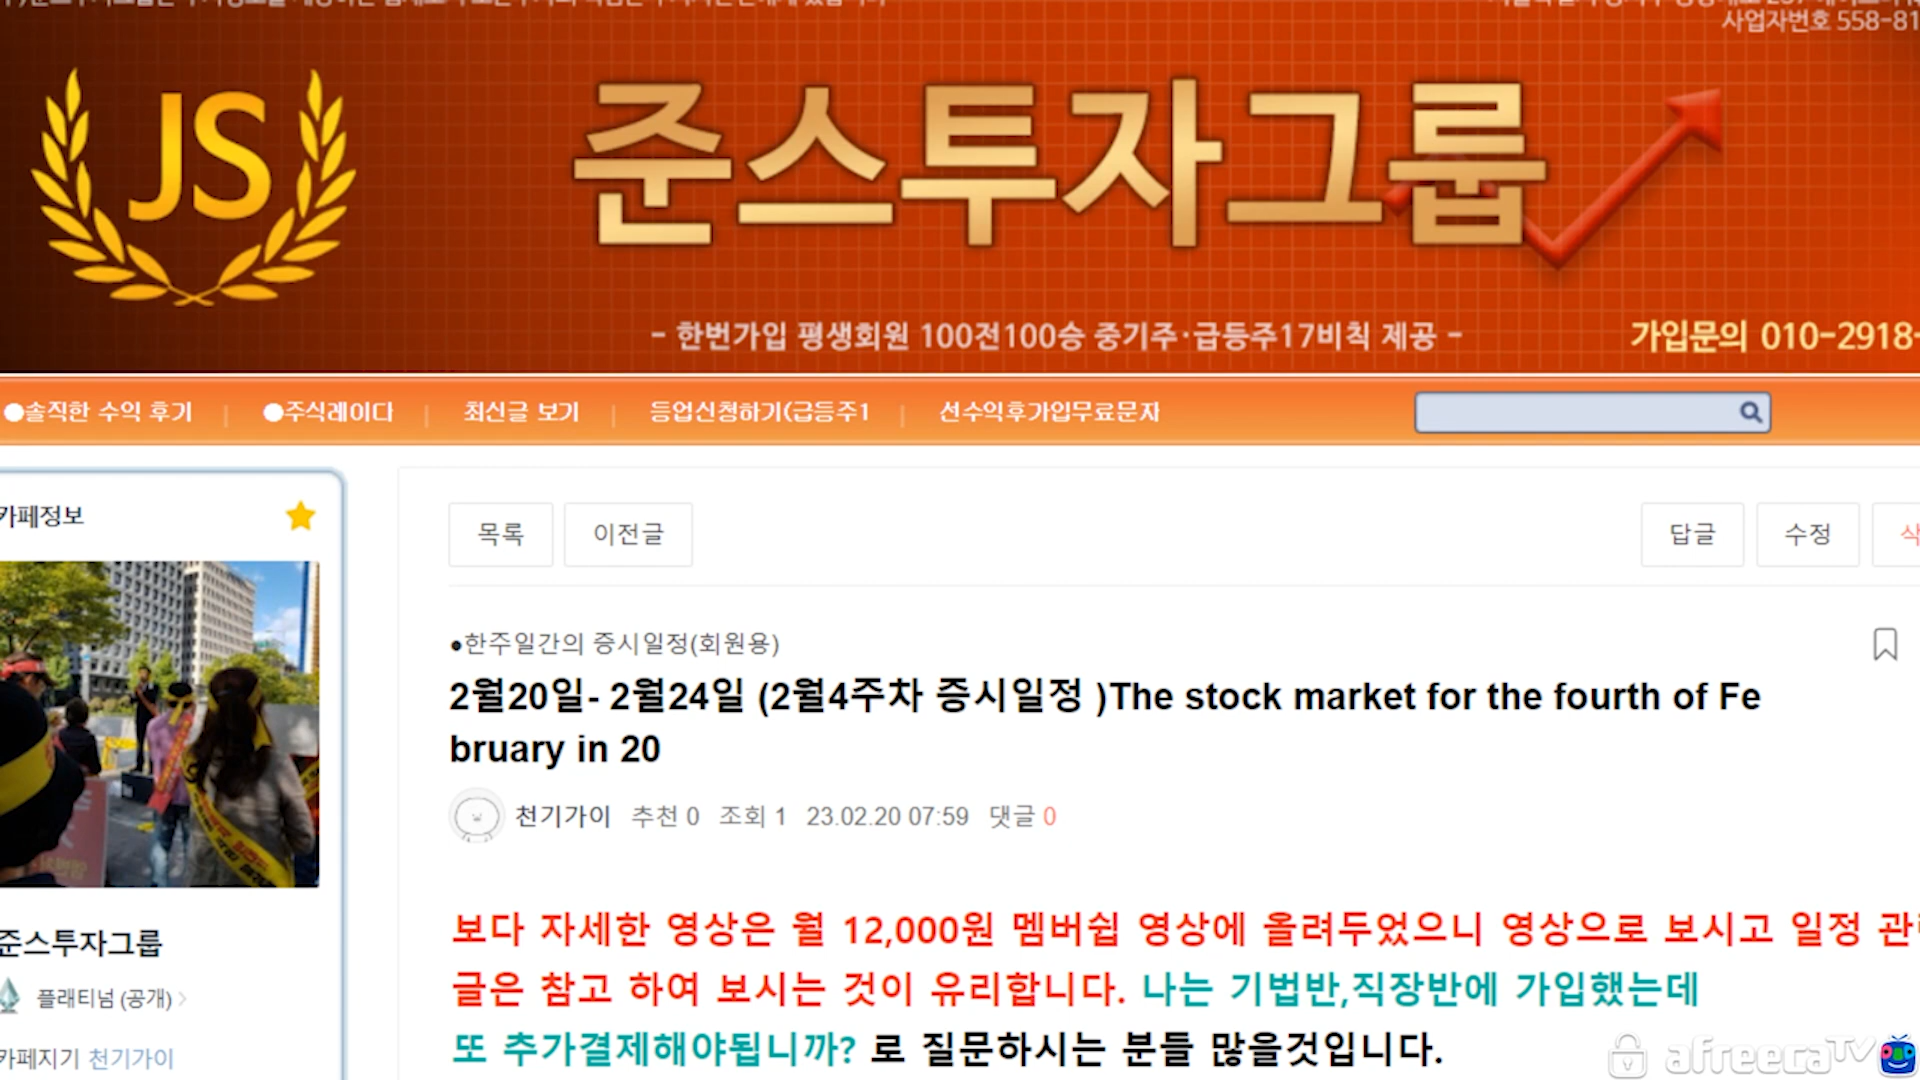 사업자번호 558-81
JS
준스투자그룹
- 한번가입 평생회원 100전100승 중기주·급등주17비칙 제공 -
가입문의 010-2918-
●솔직한 수익 후기 | ●주식레이다 | 최신글 보기 | 등업신청하기(급등주1 | 선수익후가입무료문자
카페정보
목록 이전글 답글 수정 삭
●한주일간의 증시일정(회원용)
2월20일- 2월24일 (2월4주차 증시일정 )The stock market for the fourth of Fe
bruary in 20
천기가이 추천 0 조회 1 23.02.20 07:59 댓글 0
준스투자그룹
플래티넘 (공개)
카페지기 천기가이
보다 자세한 영상은 월 12,000원 멤버쉽 영상에 올려두었으니 영상으로 보시고 일정
글은 참고 하여 보시는 것이 유리합니다. 나는 기법반,직장반에 가입했는데
또 추가결제해야됩니까? 로 질문하시는 분들 많을것입니다.
afreecaTV